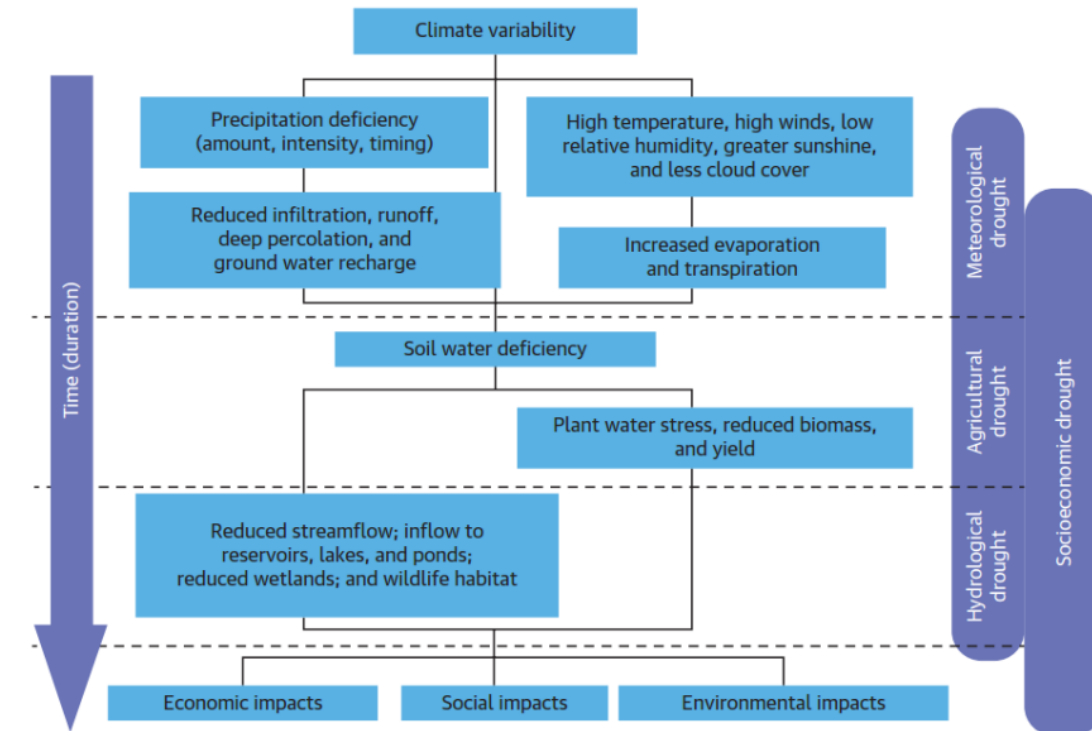 Climate variability
Precipitation deficiency
(amount, intensity, timing)
High temperature, high winds, low
relative humidity, greater sunshine,
and less cloud cover
Reduced infiltration, runoff,
deep percolation, and
ground water recharge
Increased evaporation
and transpiration
Soil water deficiency
Plant water stress, reduced biomass,
and yield
Reduced streamflow; inflow to
reservoirs, lakes, and ponds;
reduced wetlands; and wildlife habitat
Economic impacts
Social impacts
Environmental impacts
Time (duration)
Meteorological
drought
Agricultural
drought
Hydrological
drought
Socioeconomic drought